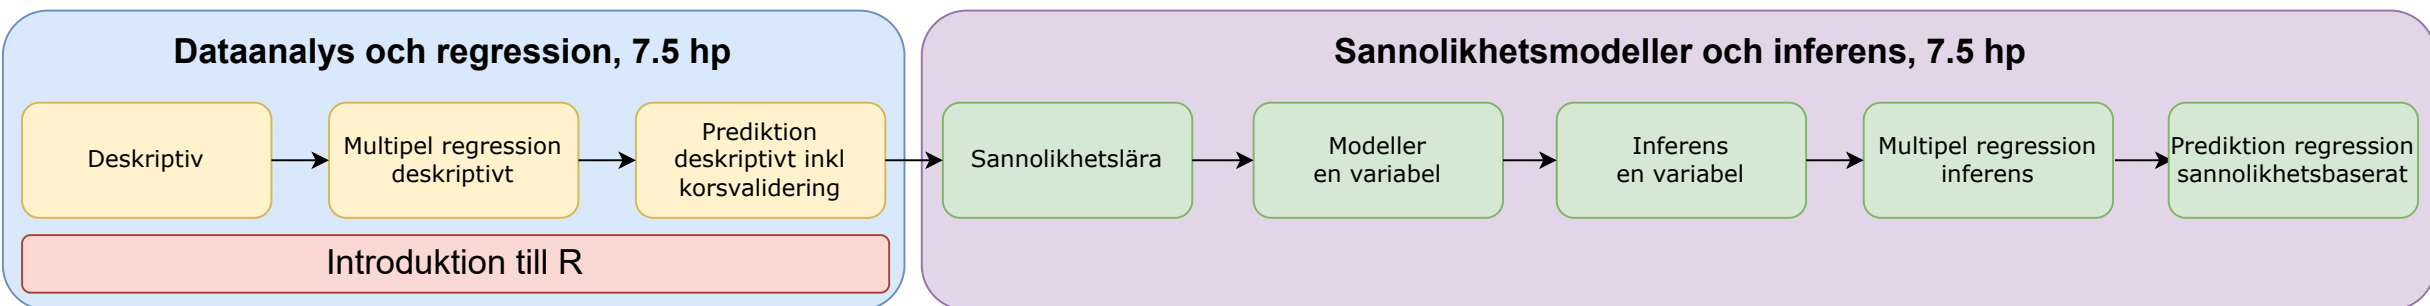 Dataanalys och regression, 7.5 hp
Deskriptiv
Multipel regression
deskriptivt
Prediktion
deskriptivt inkl
korsvalidering
Introduktion till R
Sannolikhetsmodeller och inferens, 7.5 hp
Sannolikhetslära
Modeller
en variabel
Inferens
en variabel
Multipel regression
inferens
Prediktion regression
sannolikhetsbaserat